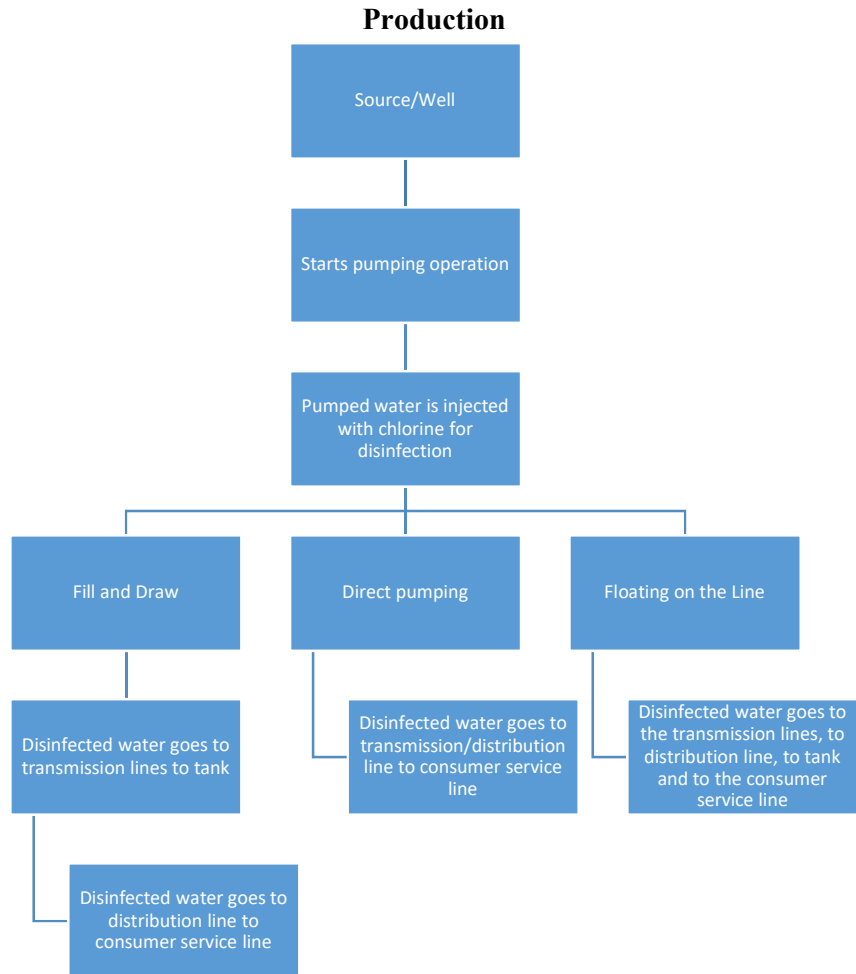 Production
Source/Well
Starts pumping operation
Pumped water is injected
with chlorine for
disinfection
Fill and Draw
Direct pumping
Floating on the Line
Disinfected water goes to
transmission lines to tank
Disinfected water goes to
transmission/distribution
line to consumer service
line
Disinfected water goes to
the transmission lines, to
distribution line, to tank
and to the consumer
service line
Disinfected water goes to
distribution line to
consumer service line